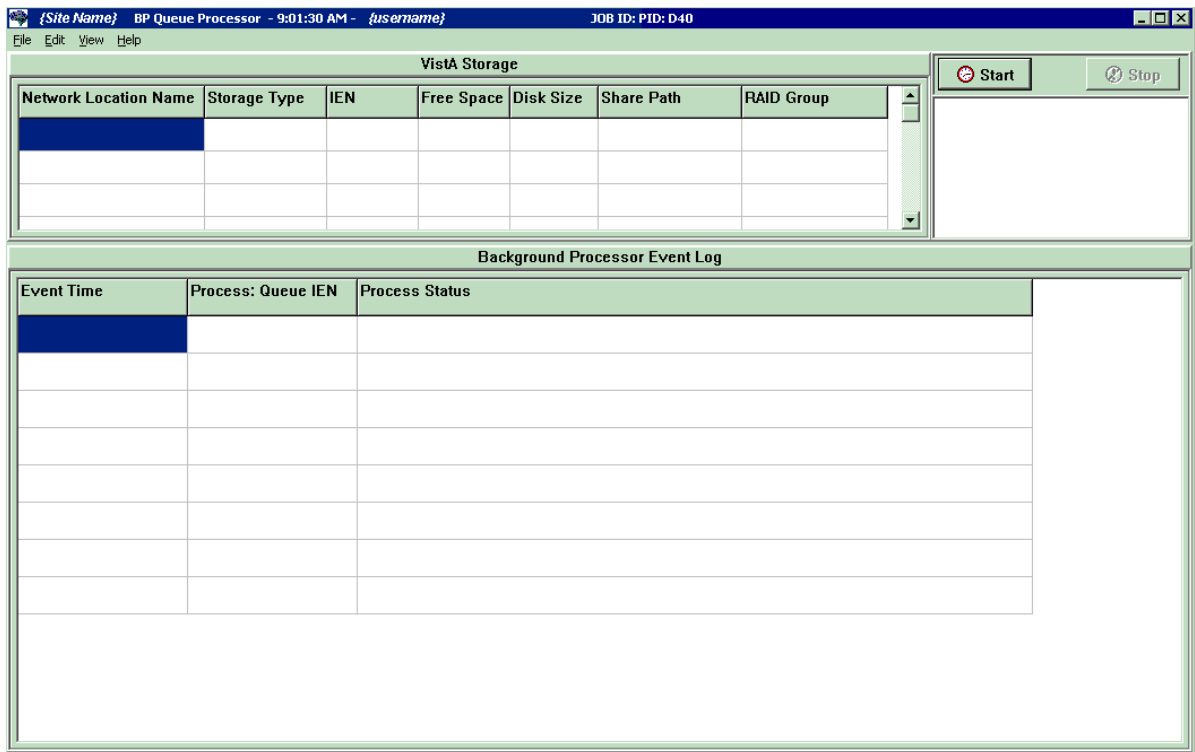 {Site Name} BP Queue Processor - 9:01:30 AM - {username} JOB ID: PID: D40
File Edit View Help
VistA Storage
Start Stop
Network Location Name Storage Type IEN Free Space Disk Size Share Path RAID Group
Background Processor Event Log
Event Time Process: Queue IEN Process Status